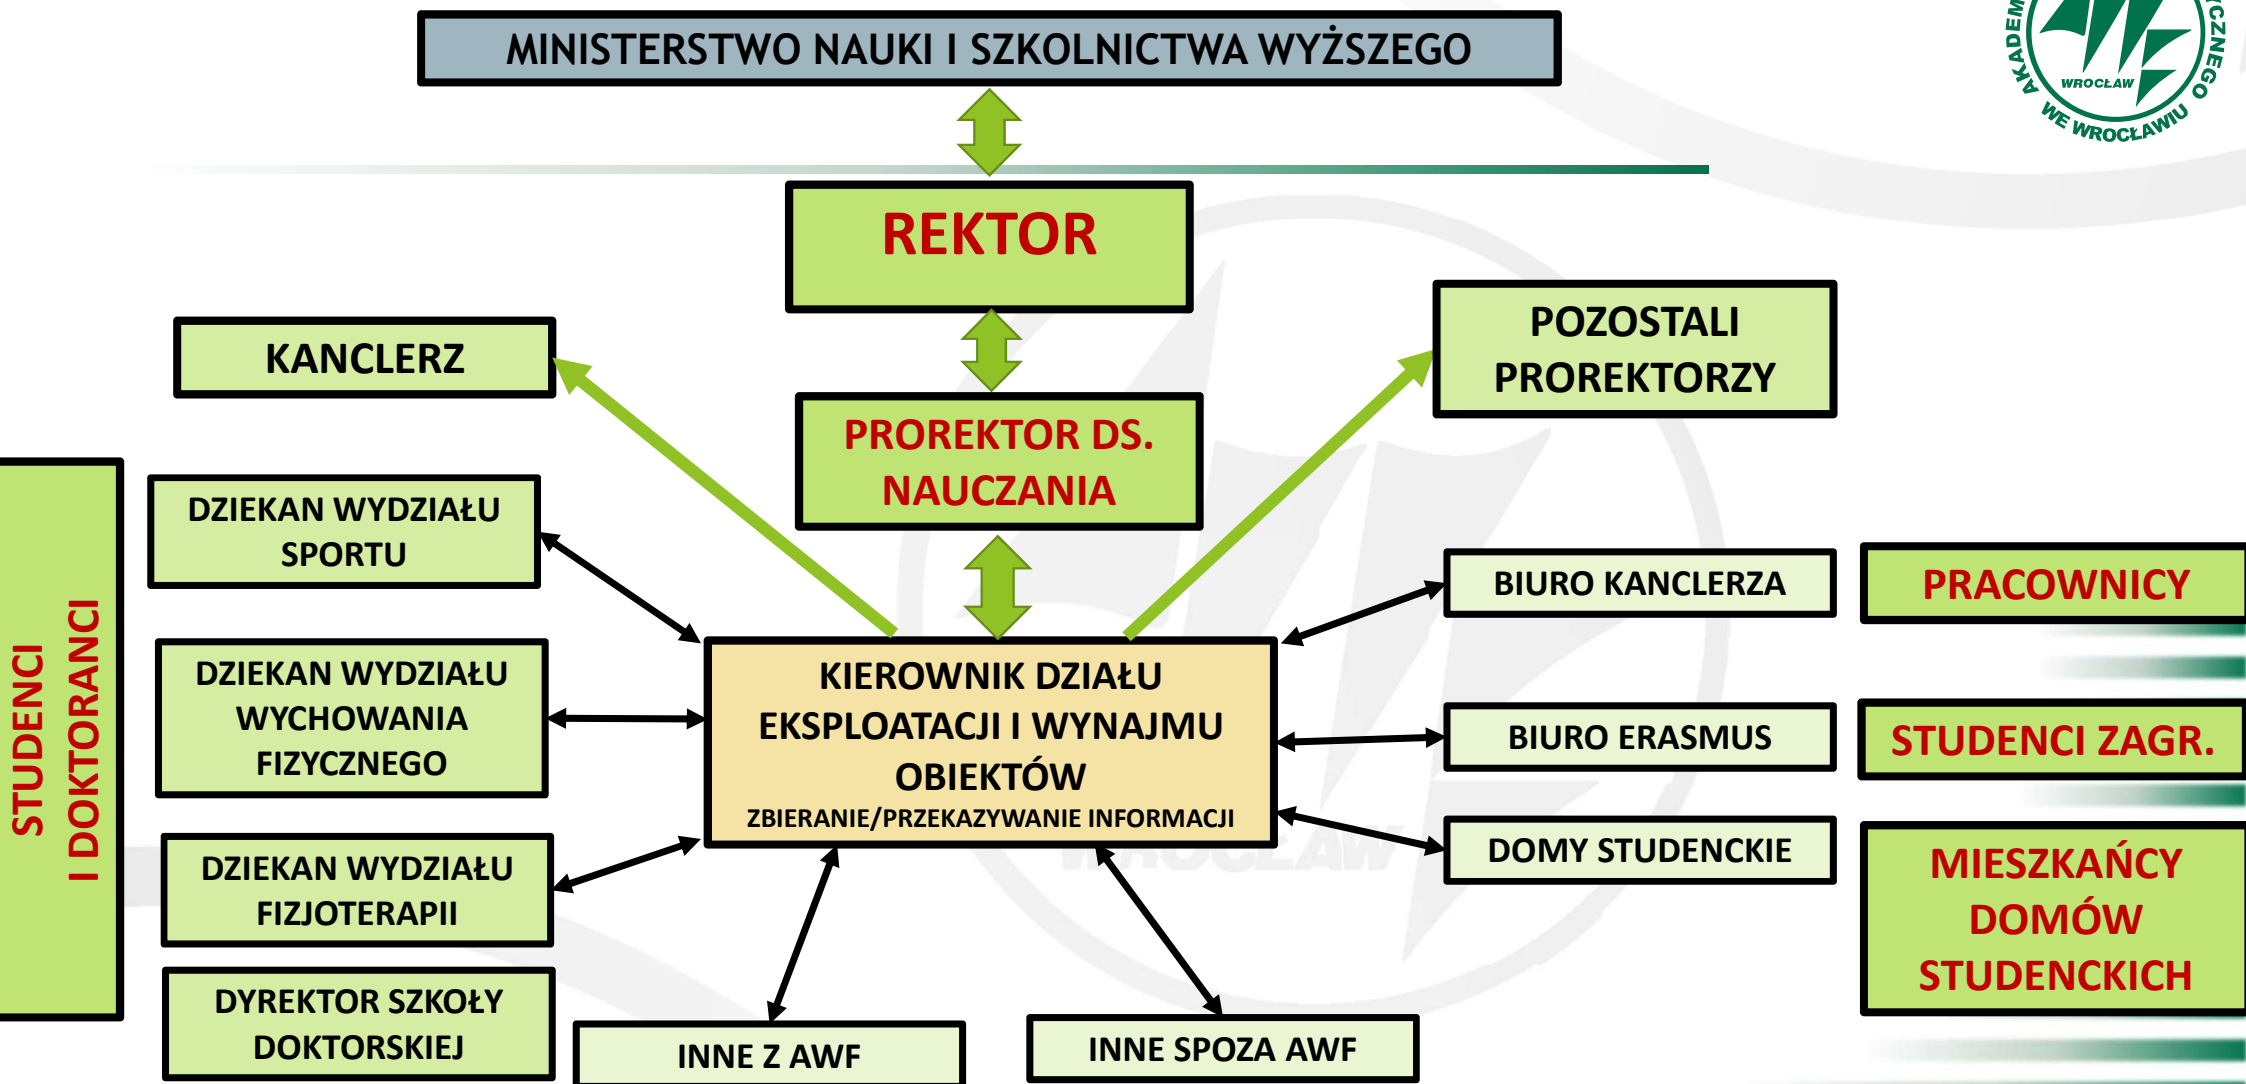 MINISTERSTWO NAUKI I SZKOLNICTWA WYŻSZEGO
WROCŁAW
WE WROCŁAWIU
REKTOR
KANCLERZ
POZOSTALI
PROREKTORZY
PROREKTOR DS.
NAUCZANIA
STUDENCI
I DOKTORANCI
DZIEKAN WYDZIAŁU
SPORTU
DZIEKAN WYDZIAŁU
WYCHOWANIA
FIZYCZNEGO
DZIEKAN WYDZIAŁU
FIZJOTERAPII
DYREKTOR SZKOŁY
DOKTORSKIEJ
KIEROWNIK DZIAŁU
EKSPLOATACJI I WYNAJMU
OBIEKTÓW
ZBIERANIE/PRZEKAZYWANIE INFORMACJI
WROCŁAW
INNE Z AWF
INNE SPOZA AWF
BIURO KANCLERZA
BIURO ERASMUS
DOMY STUDENCKIE
PRACOWNICY
STUDENCI ZAGR.
MIESZKAŃCY
DOMÓW
STUDENCKICH